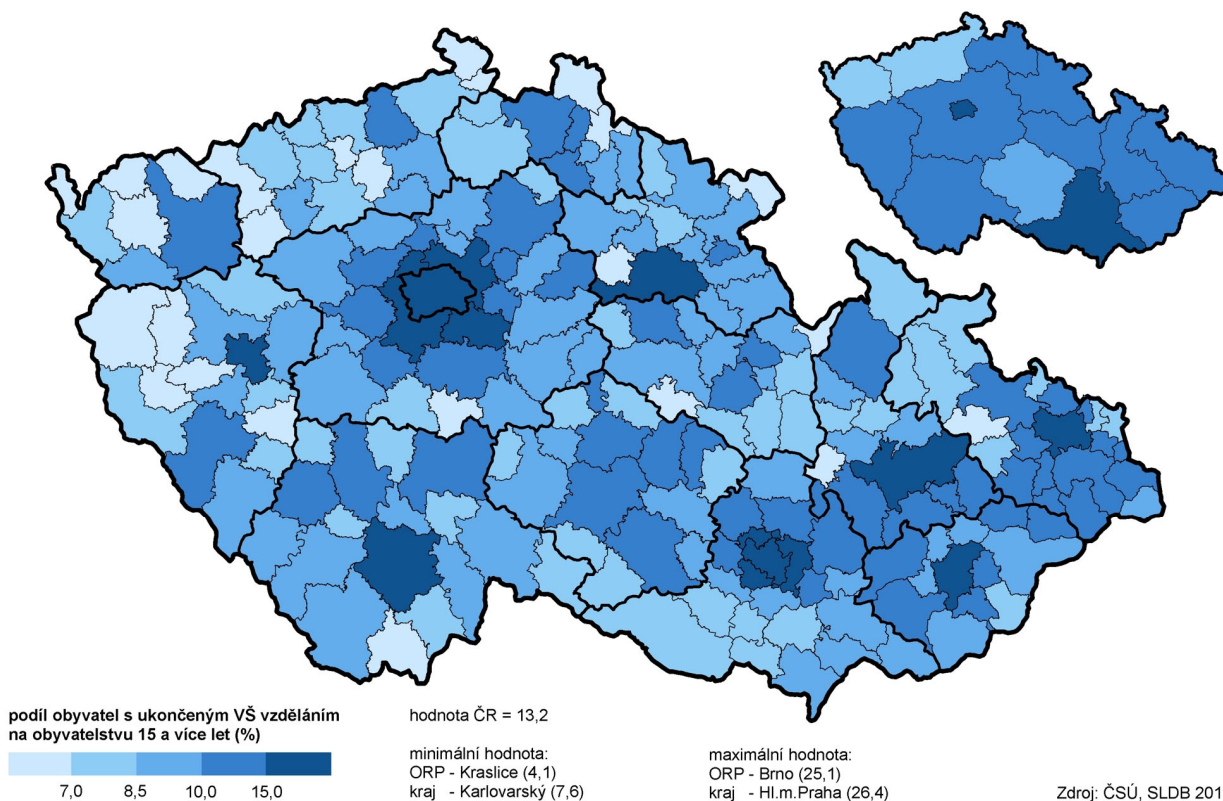 podíl obyvatel s ukončeným VŠ vzděláním
na obyvatelstvu 15 a více let (%)
7,0 8,5 10,0 15,0
hodnota ČR = 13,2
minimální hodnota:
ORP - Kraslice (4,1)
kraj - Karlovarský (7,6)
maximální hodnota:
ORP - Brno (25,1)
kraj - Hl.m.Praha (26,4)
Zdroj: ČSÚ, SLDB 201